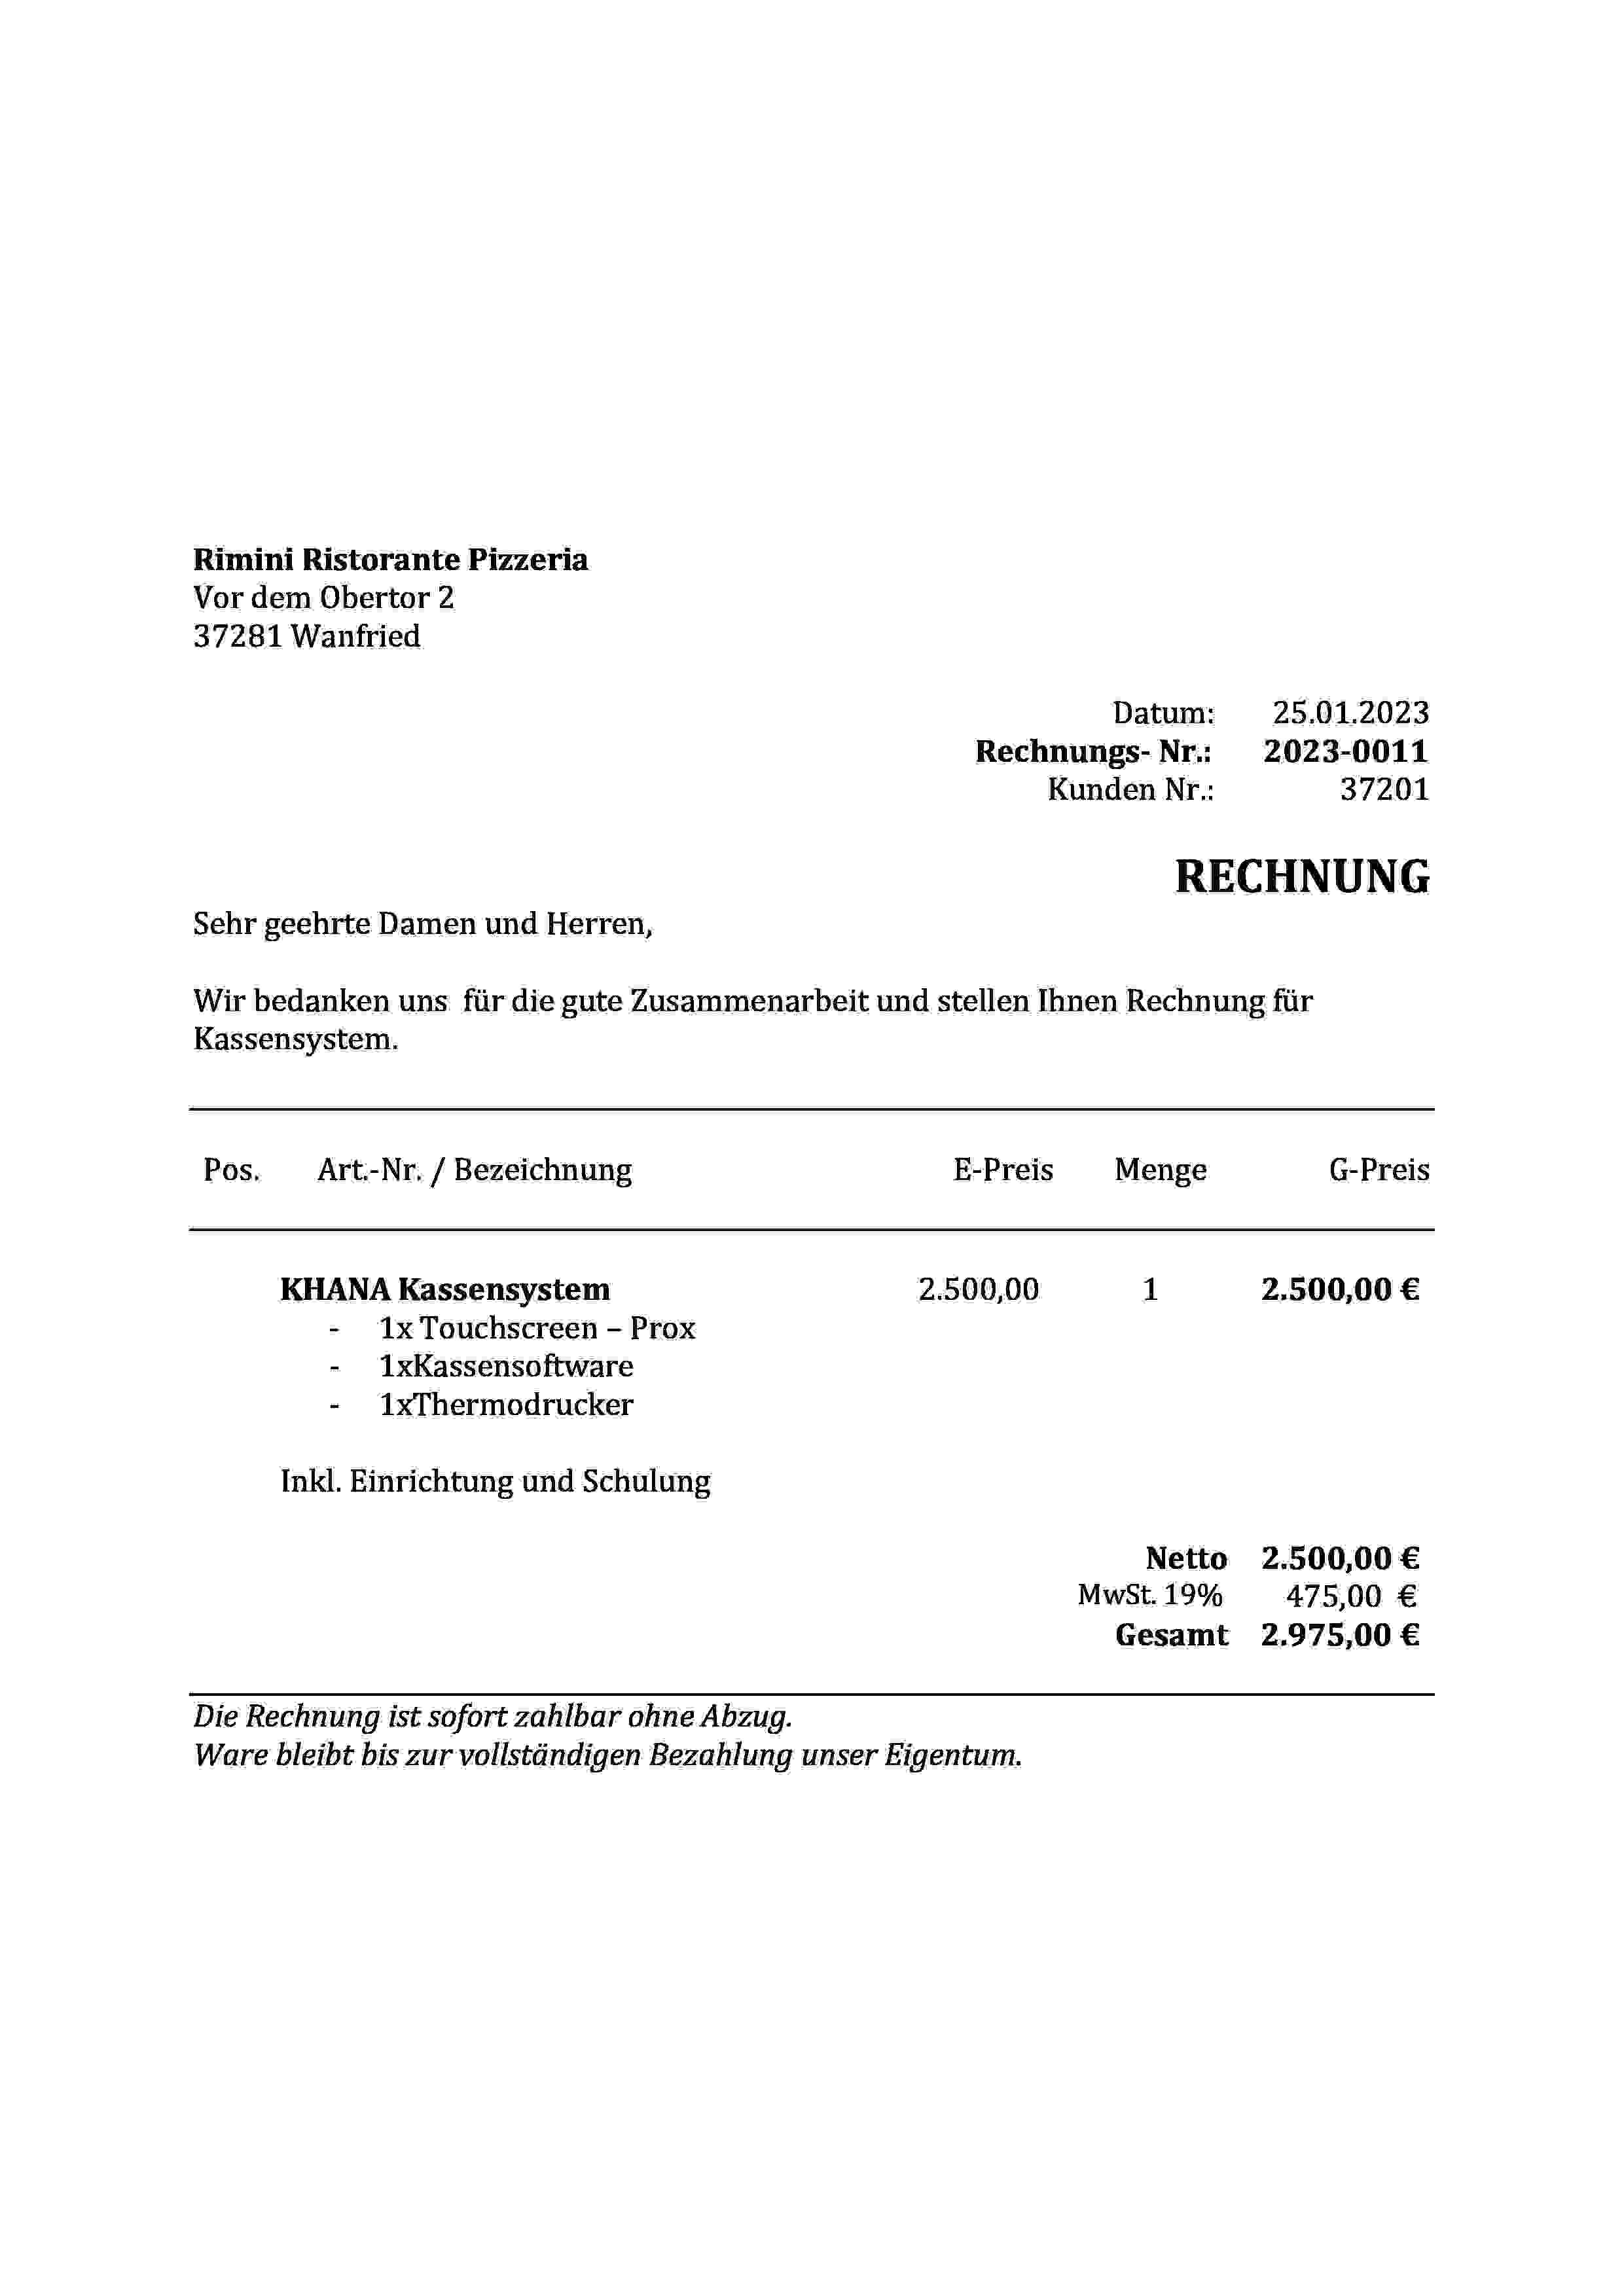 Rimini Ristorante Pizzeria
Vor dem Obertor 2
37281 Wanfried
Datum: 25.01.2023
Rechnungs- Nr.: 2023-0011
Kunden Nr.: 37201
RECHNUNG
Sehr geehrte Damen und Herren,
Wir bedanken uns  für die gute Zusammenarbeit und stellen Ihnen Rechnung für
Kassensystem.
Pos. Art.-Nr. / Bezeichnung E-Preis Menge G-Preis
KHANA Kassensystem 2.500,00 1 2.500,00 €
- 1x Touchscreen – Prox
- 1xKassensoftware
- 1xThermodrucker
Inkl. Einrichtung und Schulung
Netto 2.500,00 €
MwSt. 19% 475,00 €
Gesamt 2.975,00 €
Die Rechnung ist sofort zahlbar ohne Abzug.
Ware bleibt bis zur vollständigen Bezahlung unser Eigentum.